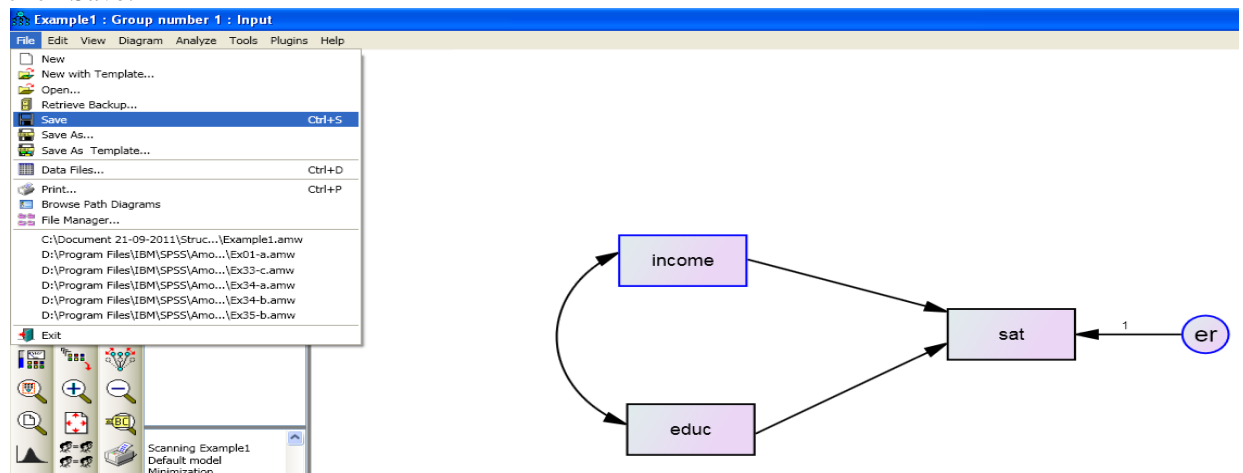 Example1 : Group number 1 : Input
File Edit View Diagram Analyze Tools Plugins Help
New
New with Template...
Open...
Retrieve Backup...
Save Ctrl+S
Save As...
Save As Template...
Data Files... Ctrl+D
Print... Ctrl+P
Browse Path Diagrams
File Manager...
C:\Document 21-09-2011\Struc...\Example1.amw
D:\Program Files\IBM\SPSS\Amo...\Ex01-a.amw
D:\Program Files\IBM\SPSS\Amo...\Ex33-c.amw
D:\Program Files\IBM\SPSS\Amo...\Ex34-a.amw
D:\Program Files\IBM\SPSS\Amo...\Ex34-b.amw
D:\Program Files\IBM\SPSS\Amo...\Ex35-b.amw
Exit
Scanning Example1
Default model
Minimization
income
sat
1
er
educ